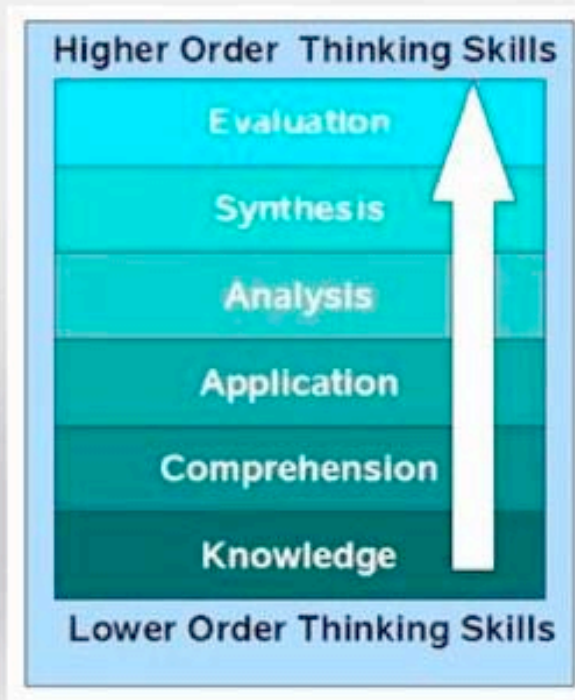 Higher Order Thinking Skills
Evaluation
Synthesis
Analysis
Application
Comprehension
Knowledge
Lower Order Thinking Skills